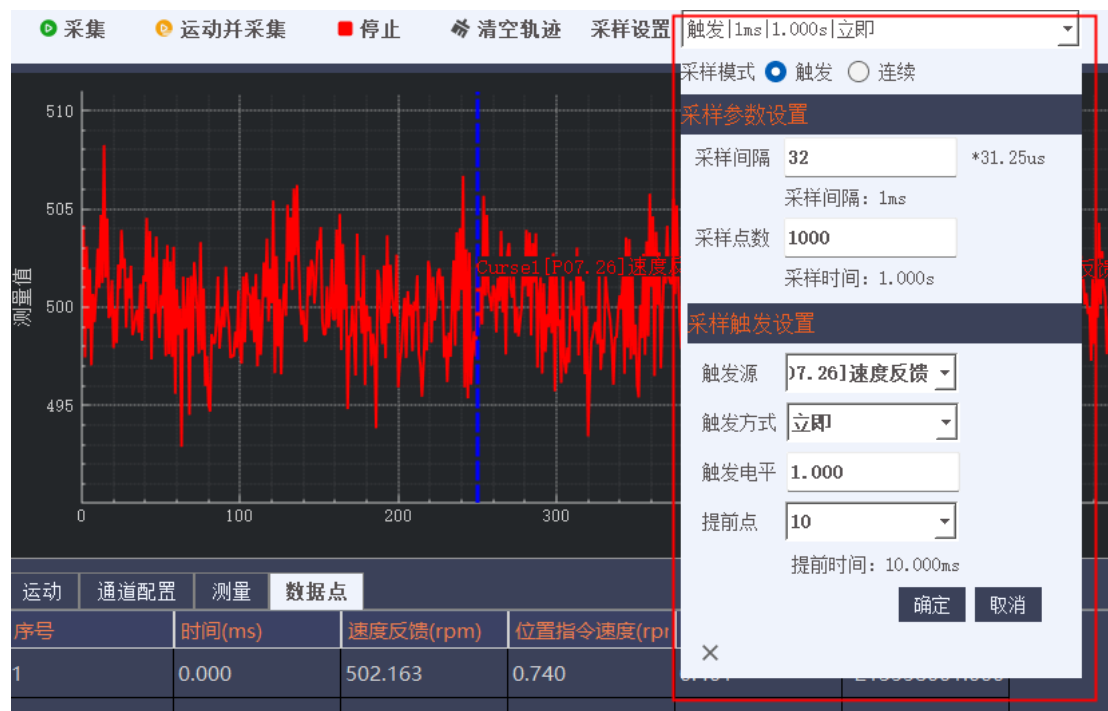 采集 运动并采集 停止 清空轨迹 采样设置 触发|1ms|1.000s|立即
采样模式 触发 连续
采样参数设置
采样间隔 32 *31.25us
采样间隔: 1ms
采样点数 1000
采样时间: 1.000s
采样触发设置
触发源 07.26]速度反馈
触发方式 立即
触发电平 1.000
提前点 10
提前时间: 10.000ms
确定 取消
测量值
510
505
500
495
0 100 200 300
Curse1[P07.26]速度反
反馈
运动 通道配置 测量 数据点
序号 时间(ms) 速度反馈(rpm) 位置指令速度(rpm
1 0.000 502.163 0.740